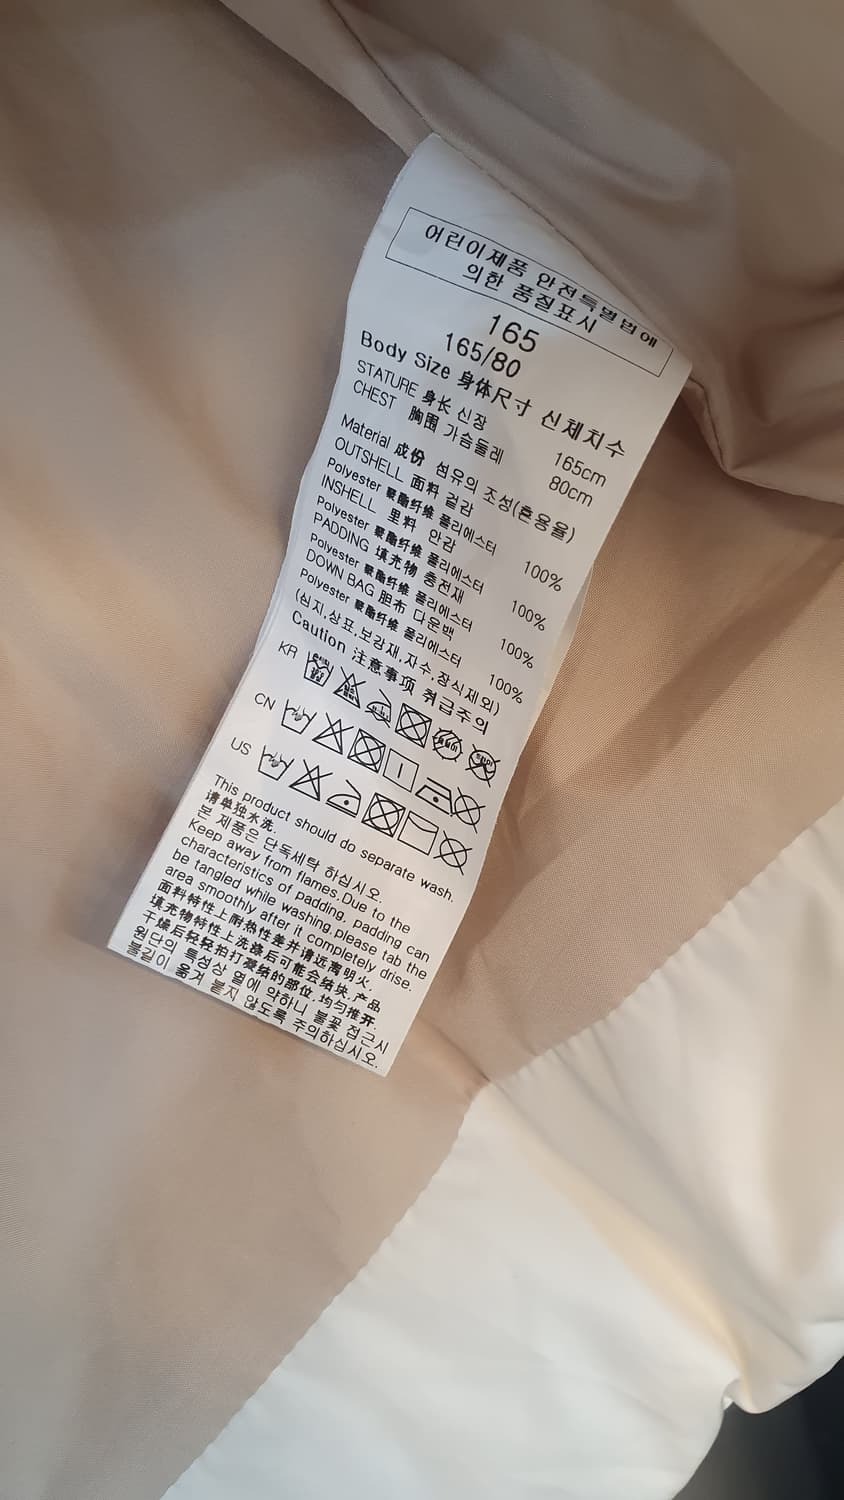 어린이제품 안전특별법에
의한 품질표시
165
165/80
Body Size 身体尺寸 신체치수
STATURE 身长 신장 165cm
CHEST 胸围 가슴둘레 80cm
Material 成份 섬유의 조성(혼용율)
OUTSHELL 面料 겉감
Polyester 聚酯纤维 폴리에스터 100%
INSHELL 里料 안감
Polyester 聚酯纤维 폴리에스터 100%
PADDING 填充物 충전재
Polyester 聚酯纤维 폴리에스터 100%
DOWN BAG 胆布 다운백
Polyester 聚酯纤维 폴리에스터 100%
(심지,상표,보강재,자수,장식제외)
Caution 注意事项 취급주의
KR
CN
US
This product should do separate wash.
请单独水洗.
본 제품은 단독세탁 하십시오.
Keep away from flames.Due to the
characteristics of padding, padding can
be tangled while washing.please tab the
area smoothly after it completely drise.
面料特性上耐热性差并请远离明火.
填充物特性上洗涤后可能会结块.产品
干燥后轻轻拍打凝结的部位,均匀推开.
원단의 특성상 열에 약하니 불꽃 접근시
불길이 옮겨 붙지 않도록 주의하십시오.